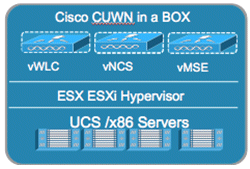 Cisco CUWN in a BOX
vWLC vNCS vMSE
ESX ESXi Hypervisor
UCS /x86 Servers